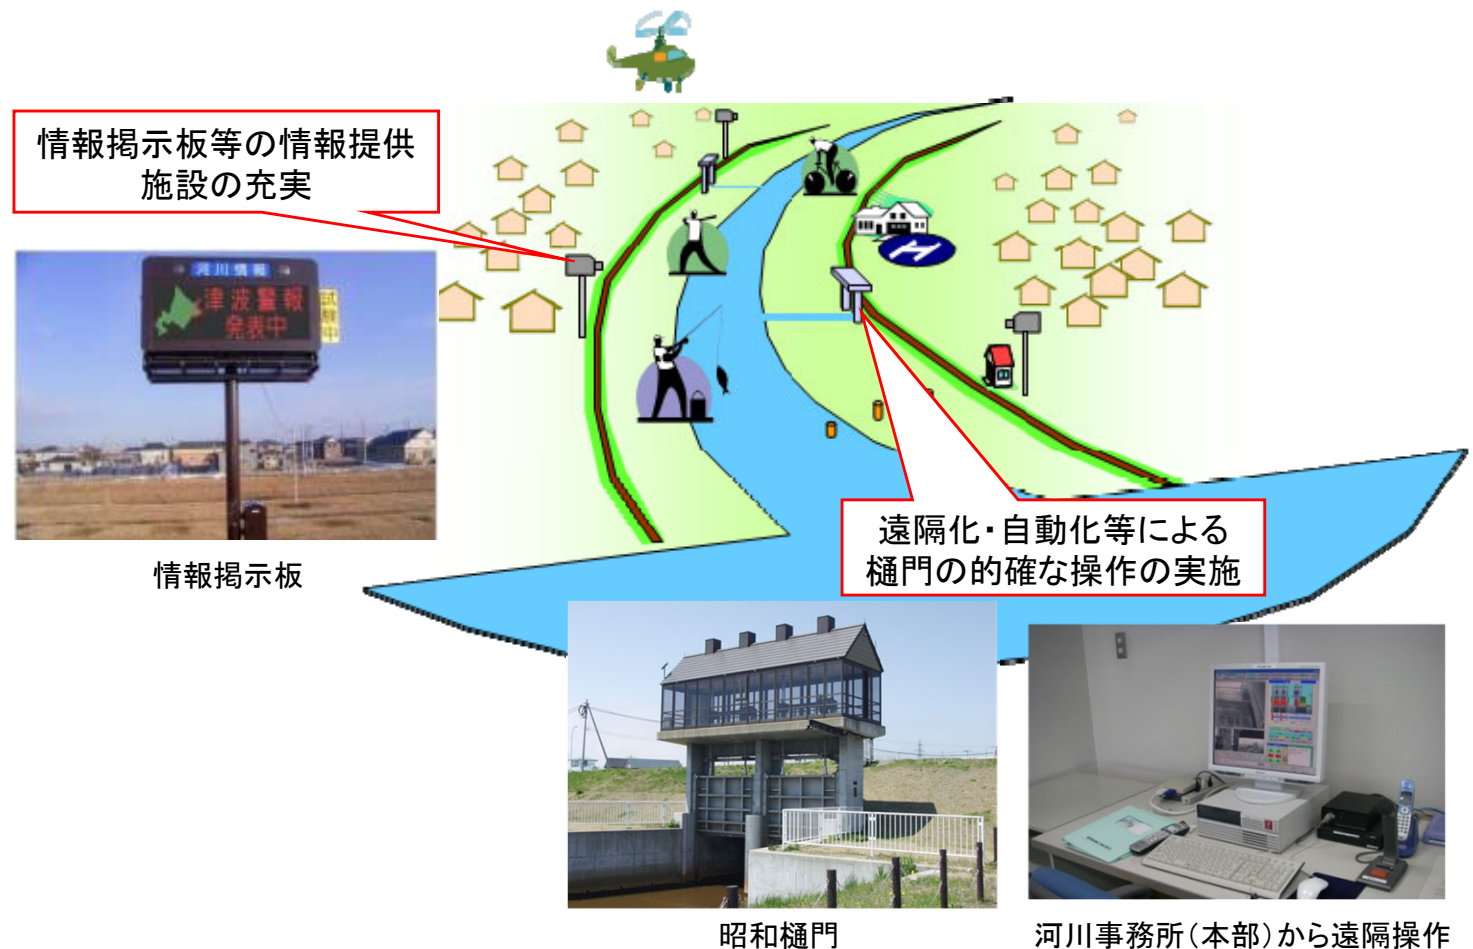 情報掲示板等の情報提供
施設の充実
河川情報
津波警報
発表中
試験中
情報掲示板
遠隔化・自動化等による
樋門の的確な操作の実施
昭和樋門
河川事務所（本部）から遠隔操作